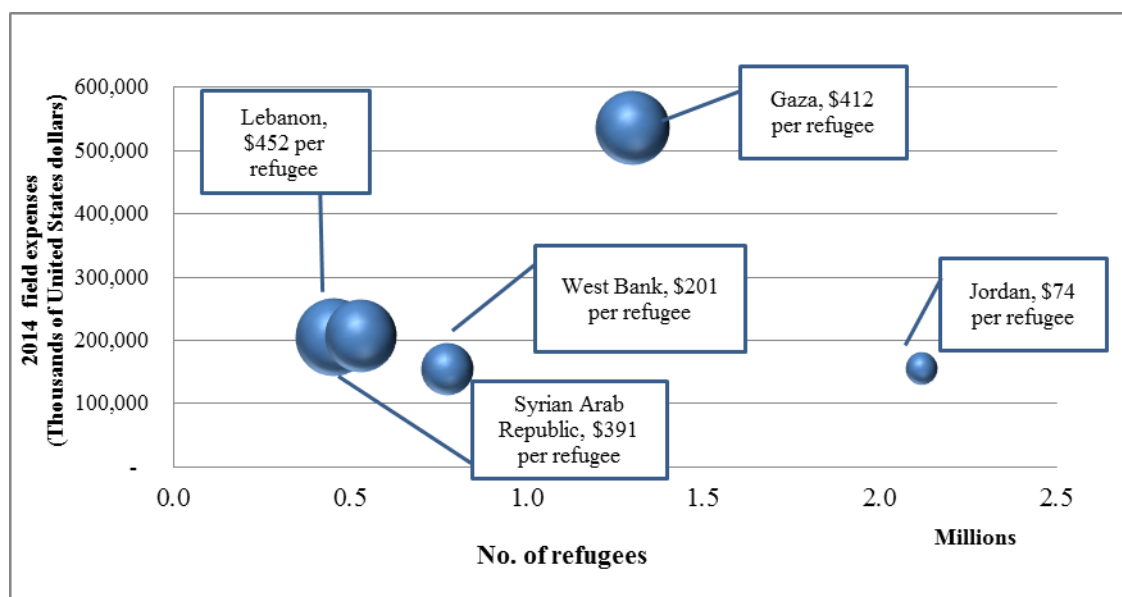 2014 field expenses
(Thousands of United States dollars)
600,000
500,000
400,000
300,000
200,000
100,000
-
Lebanon,
$452 per
refugee
Gaza, $412
per refugee
West Bank, $201
per refugee
Jordan, $74
per refugee
Syrian Arab
Republic, $391
per refugee
0.0
0.5
1.0
1.5
2.0
2.5
Millions
No. of refugees